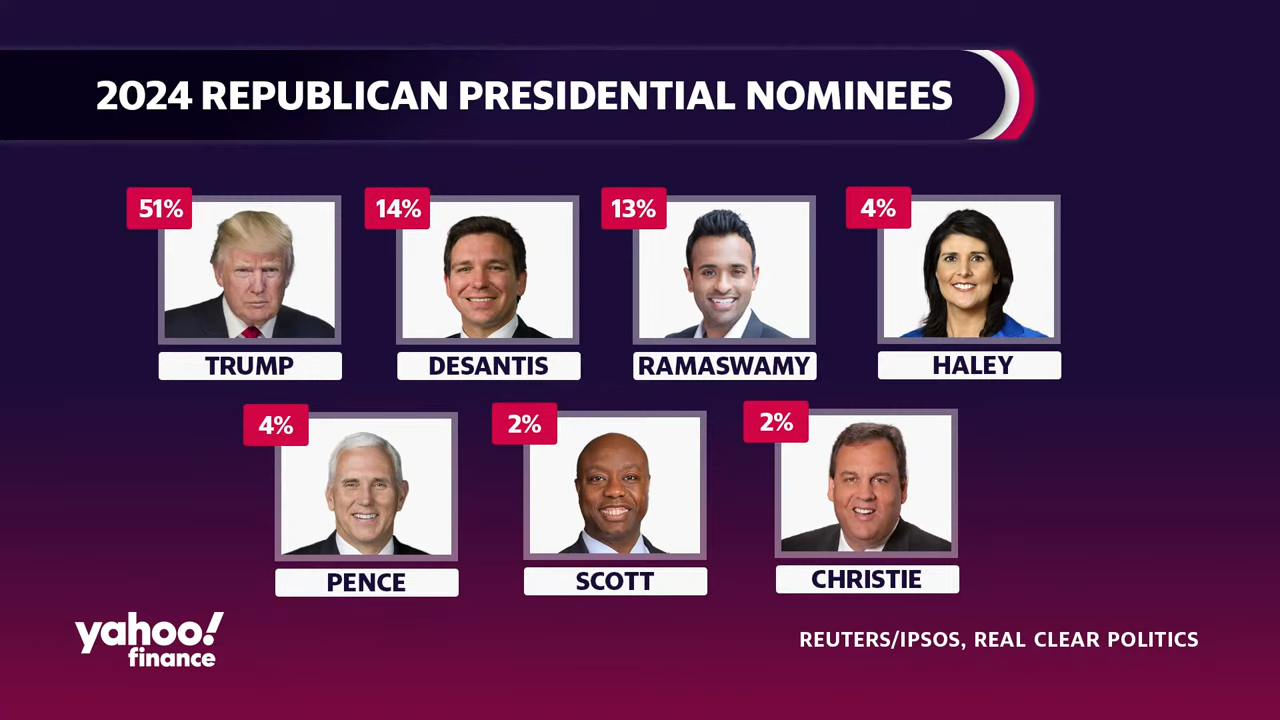 2024 REPUBLICAN PRESIDENTIAL NOMINEES
51%
TRUMP
14%
DESANTIS
13%
RAMASWAMY
4%
HALEY
4%
PENCE
2%
SCOTT
2%
CHRISTIE
yahoo!
finance
REUTERS/IPSOS, REAL CLEAR POLITICS